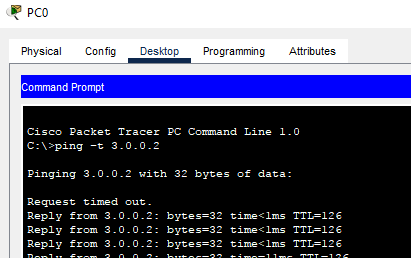 PC0
Physical Config Desktop Programming Attributes
Command Prompt
Cisco Packet Tracer PC Command Line 1.0
C:\>ping -t 3.0.0.2
Pinging 3.0.0.2 with 32 bytes of data:
Request timed out.
Reply from 3.0.0.2: bytes=32 time<1ms TTL=126
Reply from 3.0.0.2: bytes=32 time<1ms TTL=126
Reply from 3.0.0.2: bytes=32 time<1ms TTL=126
Reply from 3.0.0.2: bytes=32 time=11ms TTL=126